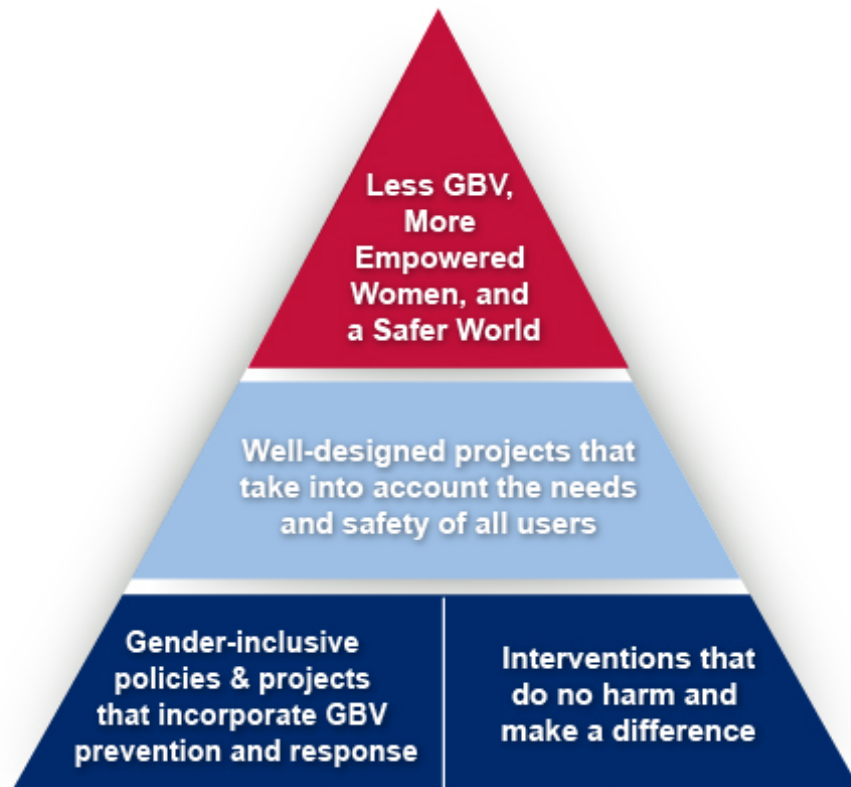 Less GBV,
More
Empowered
Women, and
a Safer World
Well-designed projects that
take into account the needs
and safety of all users
Gender-inclusive
policies & projects
that incorporate GBV
prevention and response
Interventions that
do no harm and
make a difference